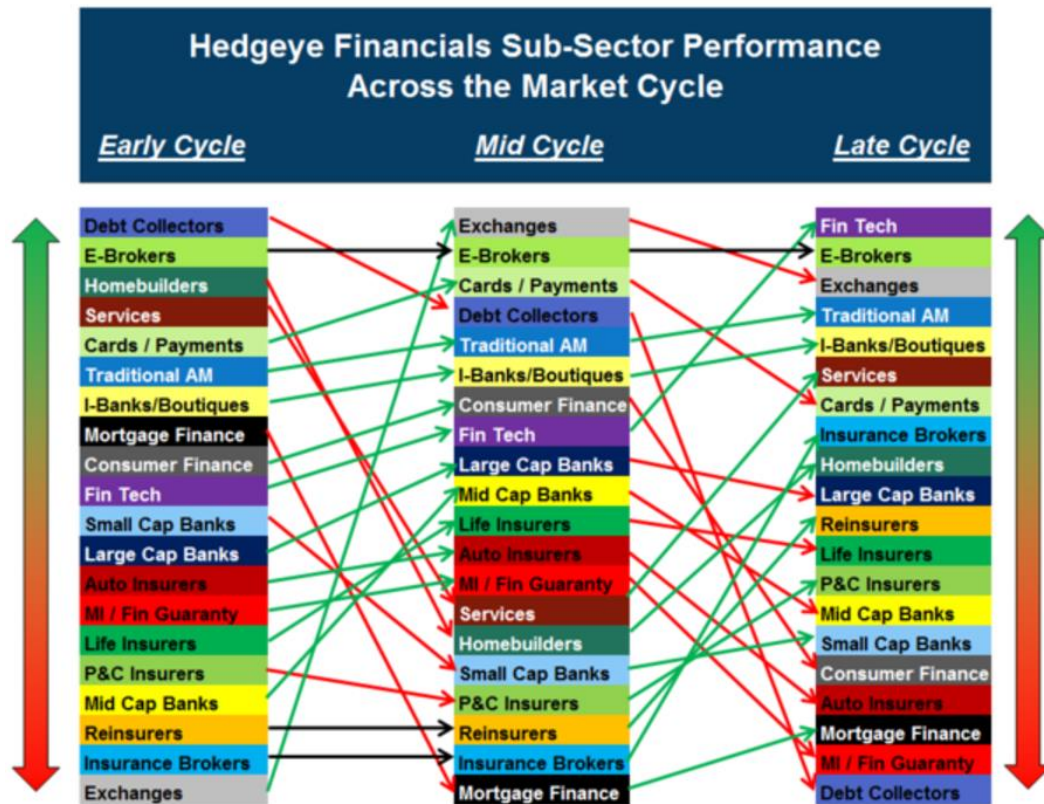 Hedgeye Financials Sub-Sector Performance
Across the Market Cycle
Early Cycle
Mid Cycle
Late Cycle
Debt Collectors
E-Brokers
Homebuilders
Services
Cards / Payments
Traditional AM
I-Banks/Boutiques
Mortgage Finance
Consumer Finance
Fin Tech
Small Cap Banks
Large Cap Banks
Auto Insurers
MI / Fin Guaranty
Life Insurers
P&C Insurers
Mid Cap Banks
Reinsurers
Insurance Brokers
Exchanges
Exchanges
E-Brokers
Cards / Payments
Debt Collectors
Traditional AM
I-Banks/Boutiques
Consumer Finance
Fin Tech
Large Cap Banks
Mid Cap Banks
Life Insurers
Auto Insurers
MI / Fin Guaranty
Services
Homebuilders
Small Cap Banks
P&C Insurers
Reinsurers
Insurance Brokers
Mortgage Finance
Fin Tech
E-Brokers
Exchanges
Traditional AM
I-Banks/Boutiques
Services
Cards / Payments
Insurance Brokers
Homebuilders
Large Cap Banks
Reinsurers
Life Insurers
P&C Insurers
Mid Cap Banks
Small Cap Banks
Consumer Finance
Auto Insurers
Mortgage Finance
MI / Fin Guaranty
Debt Collectors